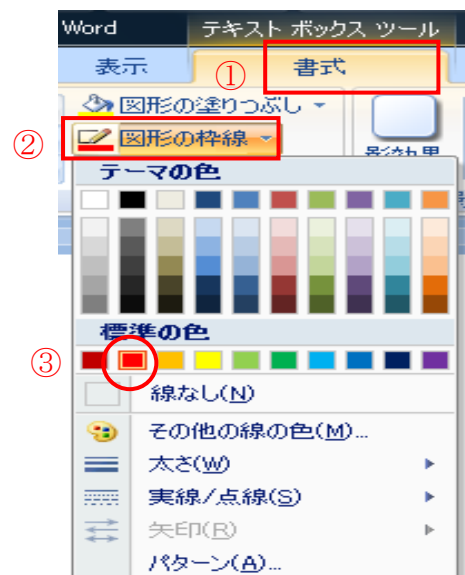 Word
テキスト ボックス ツール
表示
①
書式
図形の塗りつぶし
②
図形の枠線
影効果
テーマの色
標準の色
③
線なし(N)
その他の線の色(M)...
太さ(W)
実線/点線(S)
矢印(R)
パターン(A)...